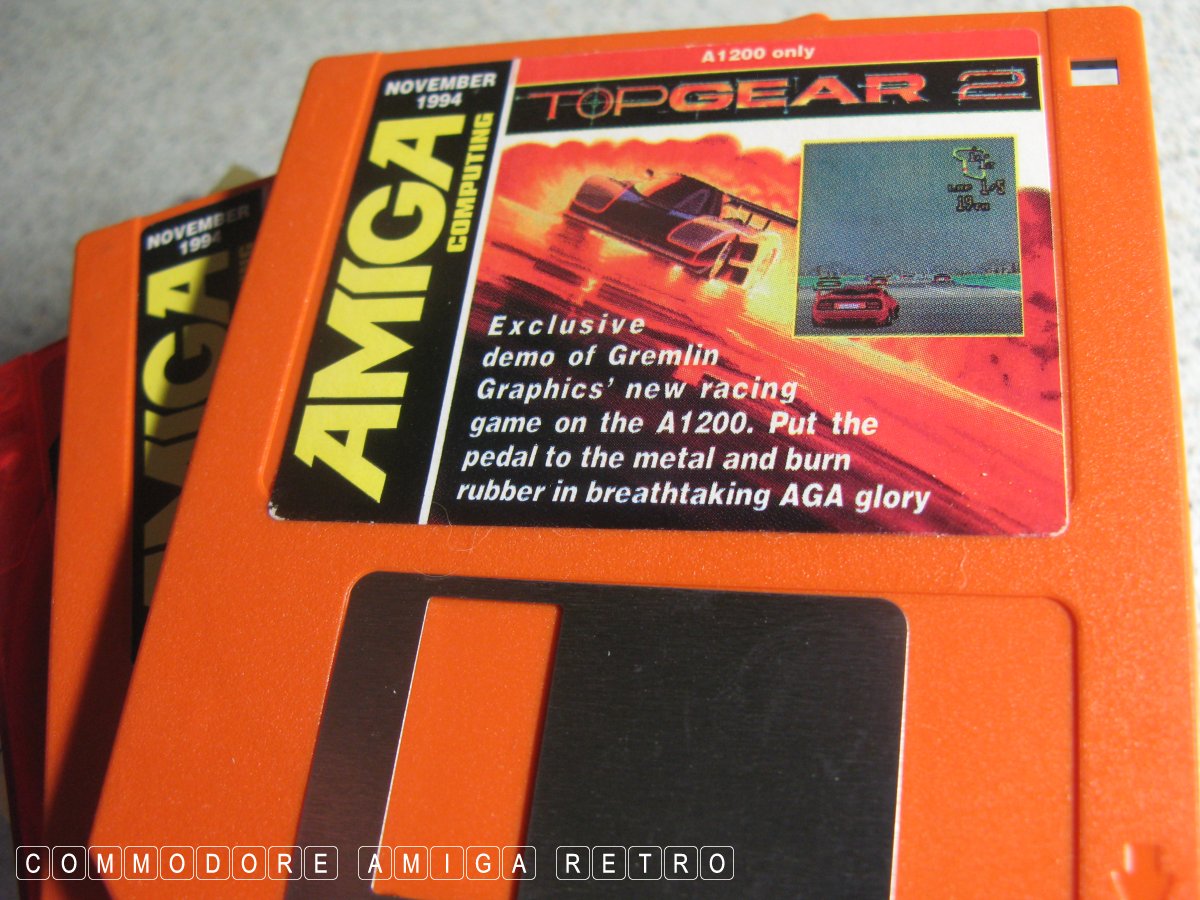 A1200 only
NOVEMBER
1994
TOPGEAR 2
AMIGA
COMPUTING
Exclusive
demo of Gremlin
Graphics' new racing
game on the A1200. Put the
pedal to the metal and burn
rubber in breathtaking AGA glory
NOVEMBER
1994
COMMODORE AMIGA RETRO